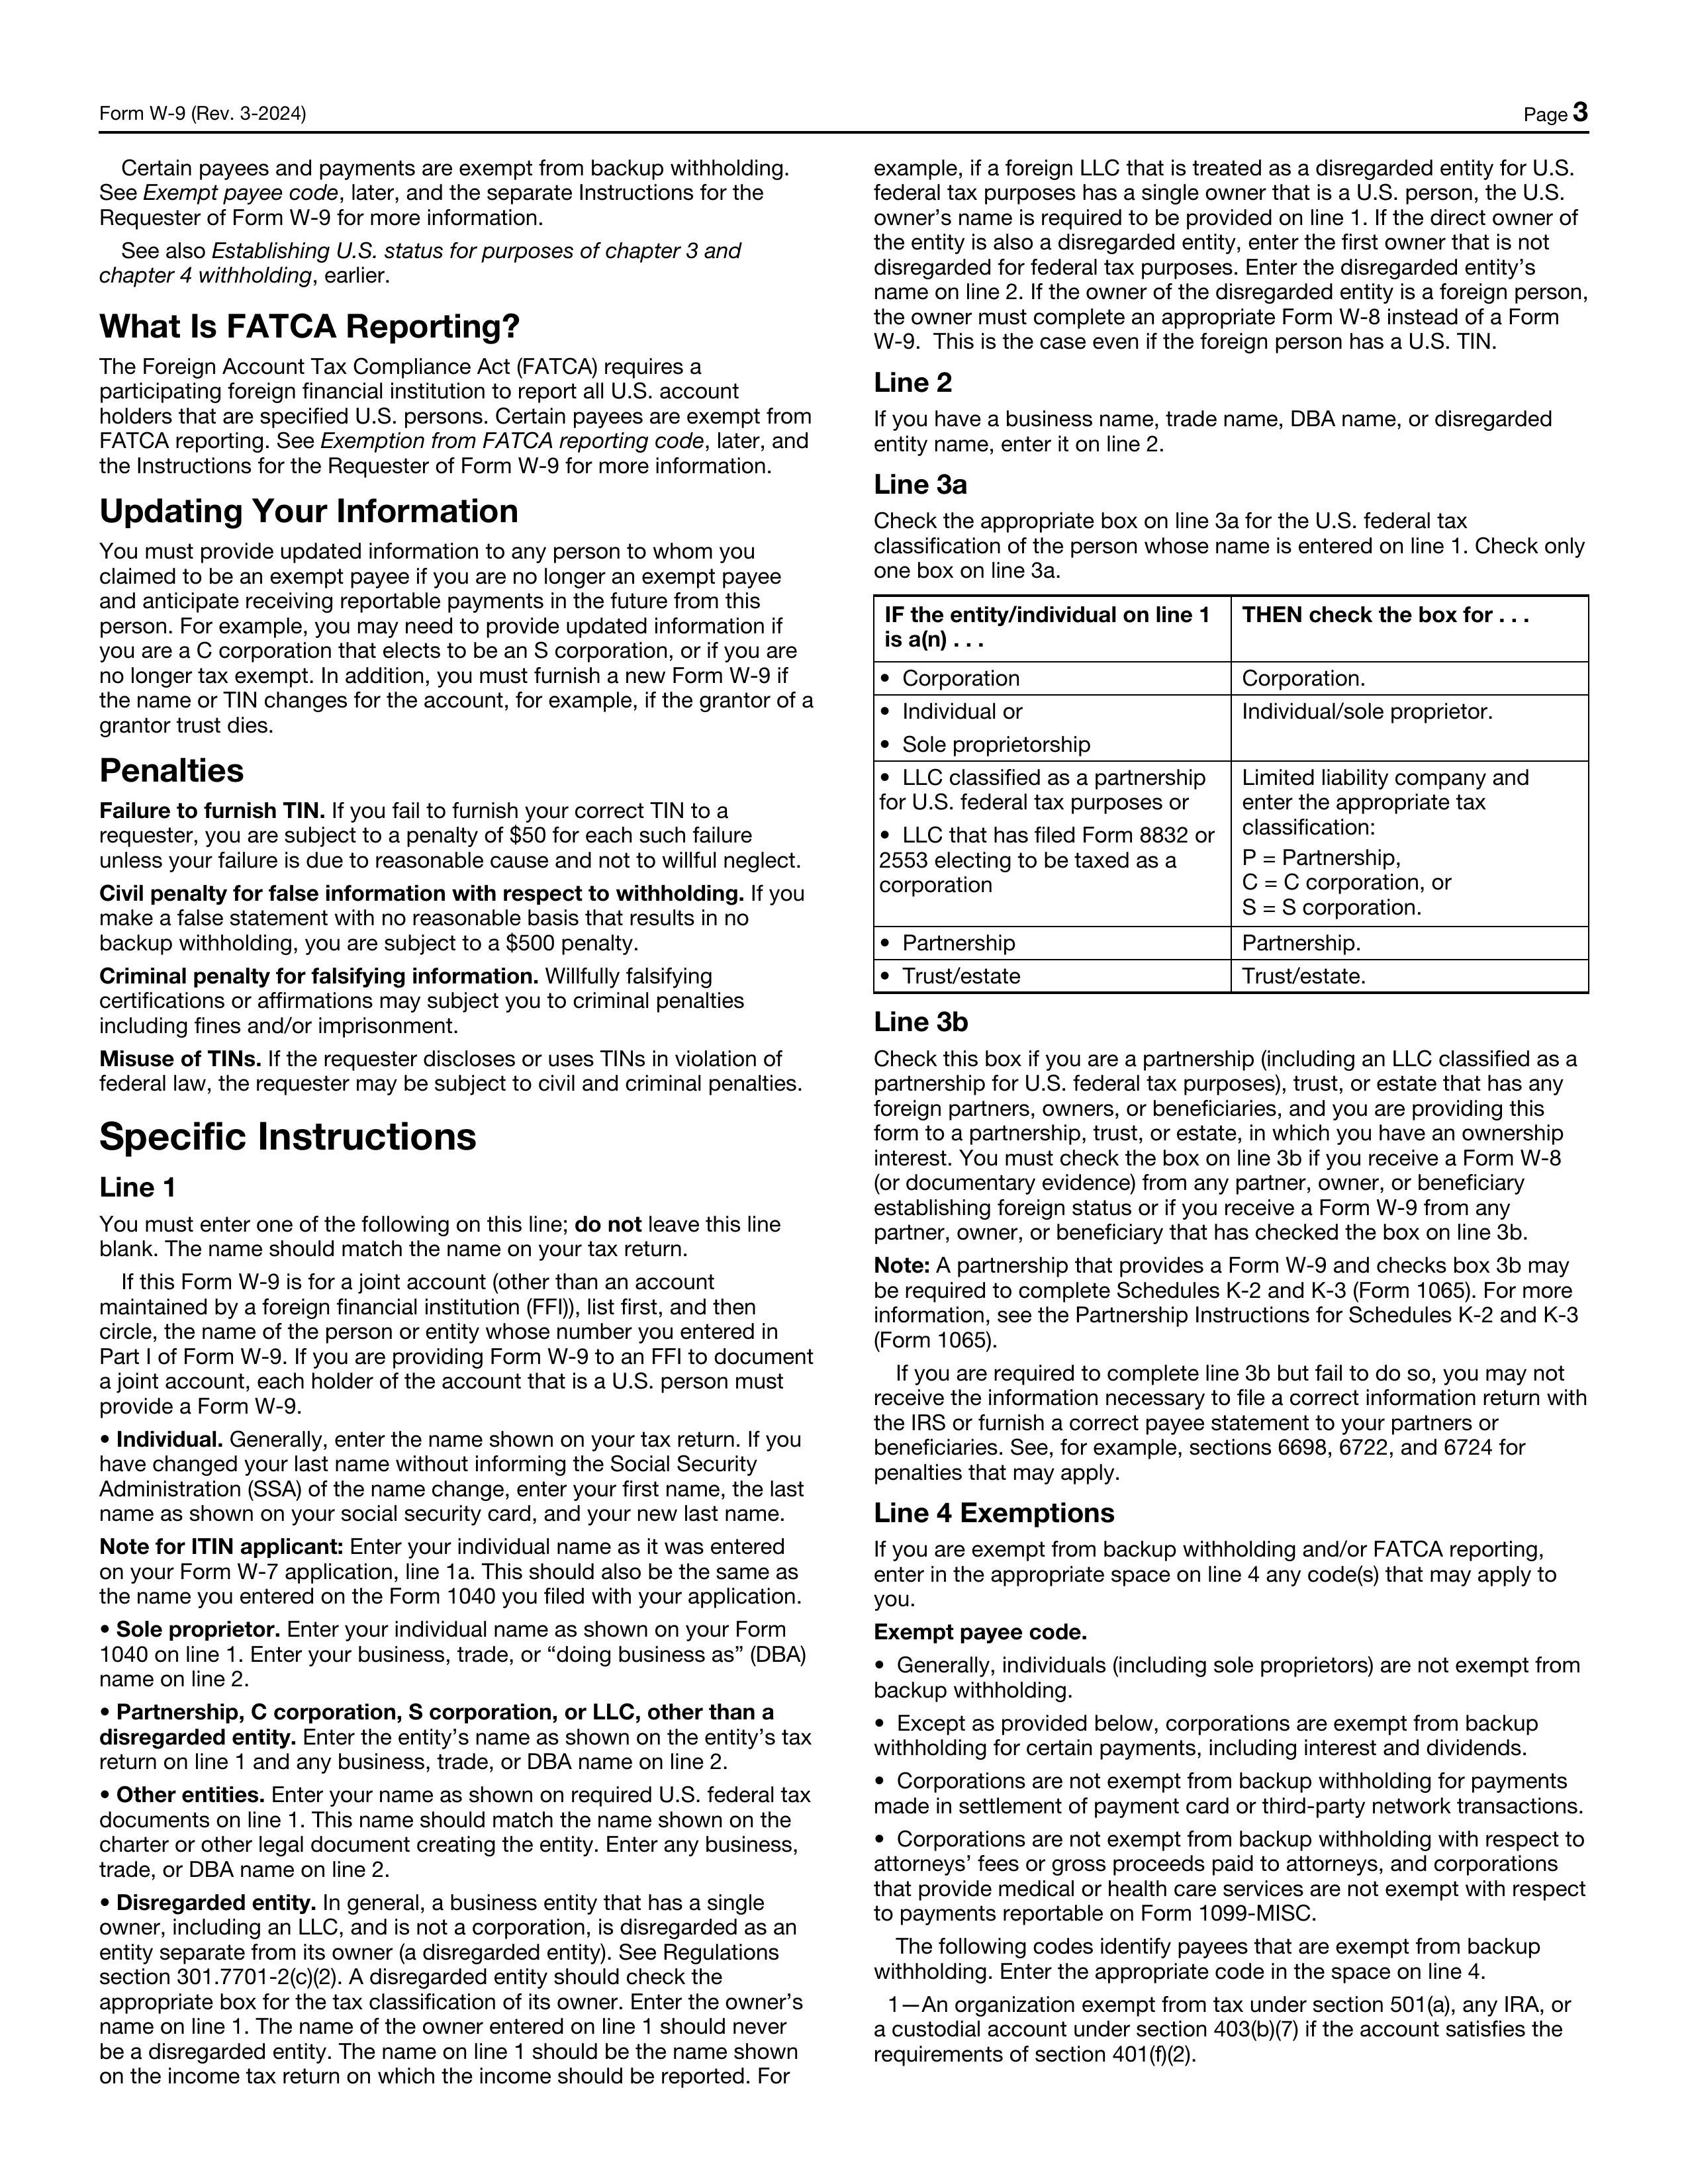 Form W-9 (Rev. 3-2024)
Page 3
Certain payees and payments are exempt from backup withholding.
See Exempt payee code, later, and the separate Instructions for the
Requester of Form W-9 for more information.
See also Establishing U.S. status for purposes of chapter 3 and
chapter 4 withholding, earlier.
What Is FATCA Reporting?
The Foreign Account Tax Compliance Act (FATCA) requires a
participating foreign financial institution to report all U.S. account
holders that are specified U.S. persons. Certain payees are exempt from
FATCA reporting. See Exemption from FATCA reporting code, later, and
the Instructions for the Requester of Form W-9 for more information.
Updating Your Information
You must provide updated information to any person to whom you
claimed to be an exempt payee if you are no longer an exempt payee
and anticipate receiving reportable payments in the future from this
person. For example, you may need to provide updated information if
you are a C corporation that elects to be an S corporation, or if you are
no longer tax exempt. In addition, you must furnish a new Form W-9 if
the name or TIN changes for the account, for example, if the grantor of a
grantor trust dies.
Penalties
Failure to furnish TIN. If you fail to furnish your correct TIN to a
requester, you are subject to a penalty of $50 for each such failure
unless your failure is due to reasonable cause and not to willful neglect.
Civil penalty for false information with respect to withholding. If you
make a false statement with no reasonable basis that results in no
backup withholding, you are subject to a $500 penalty.
Criminal penalty for falsifying information. Willfully falsifying
certifications or affirmations may subject you to criminal penalties
including fines and/or imprisonment.
Misuse of TINs. If the requester discloses or uses TINs in violation of
federal law, the requester may be subject to civil and criminal penalties.
Specific Instructions
Line 1
You must enter one of the following on this line; do not leave this line
blank. The name should match the name on your tax return.
If this Form W-9 is for a joint account (other than an account
maintained by a foreign financial institution (FFI)), list first, and then
circle, the name of the person or entity whose number you entered in
Part I of Form W-9. If you are providing Form W-9 to an FFI to document
a joint account, each holder of the account that is a U.S. person must
provide a Form W-9.
• Individual. Generally, enter the name shown on your tax return. If you
have changed your last name without informing the Social Security
Administration (SSA) of the name change, enter your first name, the last
name as shown on your social security card, and your new last name.
Note for ITIN applicant: Enter your individual name as it was entered
on your Form W-7 application, line 1a. This should also be the same as
the name you entered on the Form 1040 you filed with your application.
• Sole proprietor. Enter your individual name as shown on your Form
1040 on line 1. Enter your business, trade, or “doing business as” (DBA)
name on line 2.
• Partnership, C corporation, S corporation, or LLC, other than a
disregarded entity. Enter the entity’s name as shown on the entity’s tax
return on line 1 and any business, trade, or DBA name on line 2.
• Other entities. Enter your name as shown on required U.S. federal tax
documents on line 1. This name should match the name shown on the
charter or other legal document creating the entity. Enter any business,
trade, or DBA name on line 2.
• Disregarded entity. In general, a business entity that has a single
owner, including an LLC, and is not a corporation, is disregarded as an
entity separate from its owner (a disregarded entity). See Regulations
section 301.7701-2(c)(2). A disregarded entity should check the
appropriate box for the tax classification of its owner. Enter the owner’s
name on line 1. The name of the owner entered on line 1 should never
be a disregarded entity. The name on line 1 should be the name shown
on the income tax return on which the income should be reported. For
example, if a foreign LLC that is treated as a disregarded entity for U.S.
federal tax purposes has a single owner that is a U.S. person, the U.S.
owner’s name is required to be provided on line 1. If the direct owner of
the entity is also a disregarded entity, enter the first owner that is not
disregarded for federal tax purposes. Enter the disregarded entity’s
name on line 2. If the owner of the disregarded entity is a foreign person,
the owner must complete an appropriate Form W-8 instead of a Form
W-9. This is the case even if the foreign person has a U.S. TIN.
Line 2
If you have a business name, trade name, DBA name, or disregarded
entity name, enter it on line 2.
Line 3a
Check the appropriate box on line 3a for the U.S. federal tax
classification of the person whose name is entered on line 1. Check only
one box on line 3a.
IF the entity/individual on line 1
is a(n) . . .
THEN check the box for . . .
• Corporation
Corporation.
• Individual or
• Sole proprietorship
Individual/sole proprietor.
• LLC classified as a partnership
for U.S. federal tax purposes or
• LLC that has filed Form 8832 or
2553 electing to be taxed as a
corporation
Limited liability company and
enter the appropriate tax
classification:
P = Partnership,
C = C corporation, or
S = S corporation.
• Partnership
Partnership.
• Trust/estate
Trust/estate.
Line 3b
Check this box if you are a partnership (including an LLC classified as a
partnership for U.S. federal tax purposes), trust, or estate that has any
foreign partners, owners, or beneficiaries, and you are providing this
form to a partnership, trust, or estate, in which you have an ownership
interest. You must check the box on line 3b if you receive a Form W-8
(or documentary evidence) from any partner, owner, or beneficiary
establishing foreign status or if you receive a Form W-9 from any
partner, owner, or beneficiary that has checked the box on line 3b.
Note: A partnership that provides a Form W-9 and checks box 3b may
be required to complete Schedules K-2 and K-3 (Form 1065). For more
information, see the Partnership Instructions for Schedules K-2 and K-3
(Form 1065).
If you are required to complete line 3b but fail to do so, you may not
receive the information necessary to file a correct information return with
the IRS or furnish a correct payee statement to your partners or
beneficiaries. See, for example, sections 6698, 6722, and 6724 for
penalties that may apply.
Line 4 Exemptions
If you are exempt from backup withholding and/or FATCA reporting,
enter in the appropriate space on line 4 any code(s) that may apply to
you.
Exempt payee code.
• Generally, individuals (including sole proprietors) are not exempt from
backup withholding.
• Except as provided below, corporations are exempt from backup
withholding for certain payments, including interest and dividends.
• Corporations are not exempt from backup withholding for payments
made in settlement of payment card or third-party network transactions.
• Corporations are not exempt from backup withholding with respect to
attorneys’ fees or gross proceeds paid to attorneys, and corporations
that provide medical or health care services are not exempt with respect
to payments reportable on Form 1099-MISC.
The following codes identify payees that are exempt from backup
withholding. Enter the appropriate code in the space on line 4.
1—An organization exempt from tax under section 501(a), any IRA, or
a custodial account under section 403(b)(7) if the account satisfies the
requirements of section 401(f)(2).